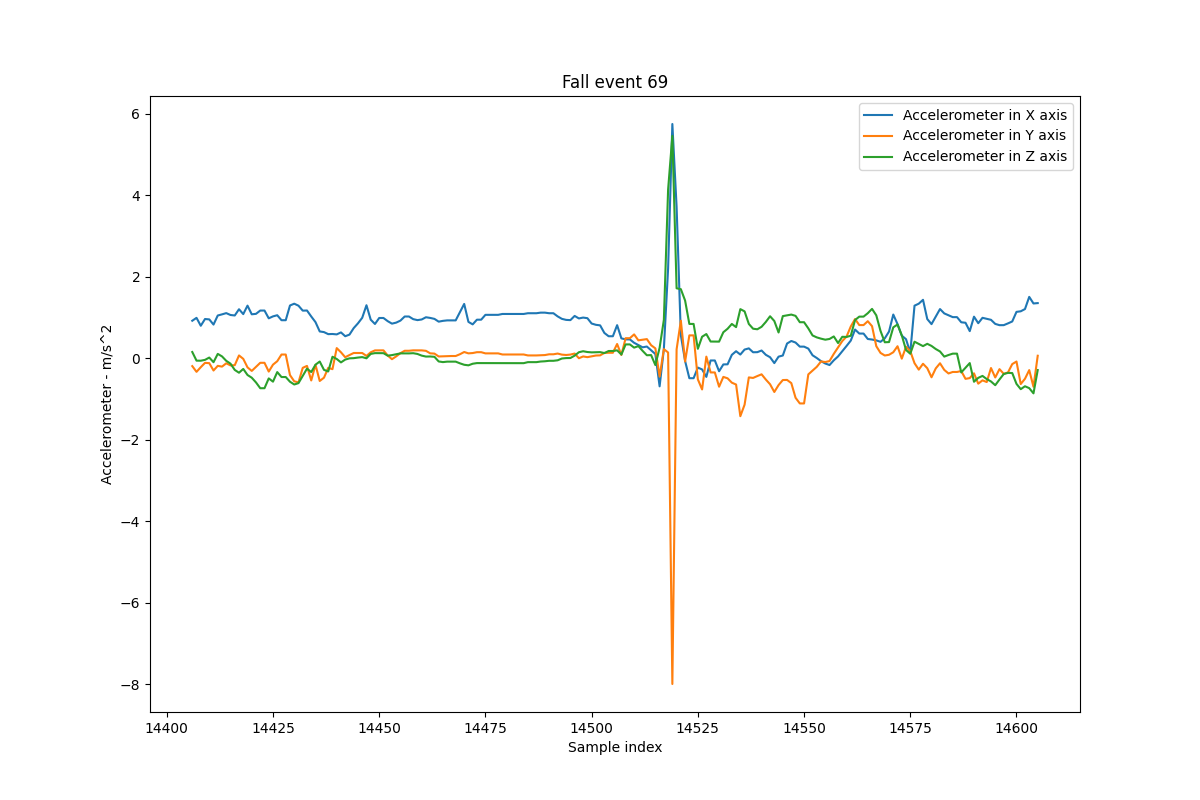 Fall event 69
Accelerometer in X axis
Accelerometer in Y axis
Accelerometer in Z axis
Accelerometer - m/s^2
6
4
2
0
−2
−4
−6
−8
14400 14425 14450 14475 14500 14525 14550 14575 14600
Sample index